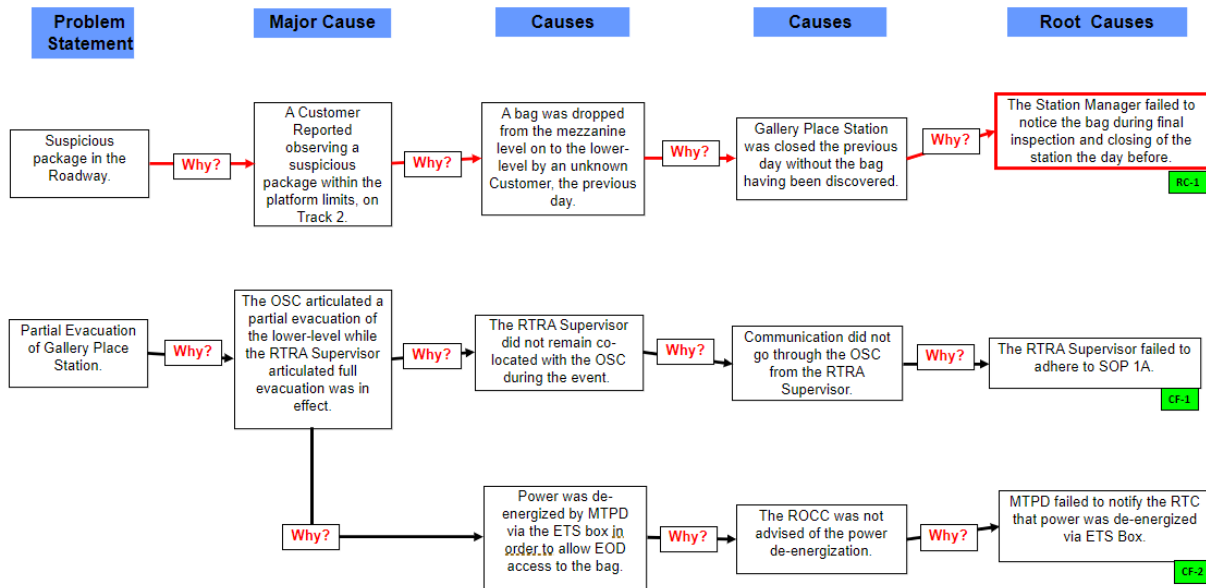 Problem
Statement
Major Cause
Causes
Causes
Root Causes
Suspicious
package in the
Roadway.
Why?
A Customer
Reported
observing a
suspicious
package within the
platform limits, on
Track 2.
Why?
A bag was dropped
from the mezzanine
level on to the lower-
level by an unknown
Customer, the previous
day.
Why?
Gallery Place Station
was closed the previous
day without the bag
having been discovered.
Why?
The Station Manager failed to
notice the bag during final
inspection and closing of the
station the day before.
RC-1
Partial Evacuation
of Gallery Place
Station.
Why?
The OSC articulated a
partial evacuation of
the lower-level while
the RTRA Supervisor
articulated full
evacuation was in
effect.
Why?
The RTRA Supervisor
did not remain co-
located with the OSC
during the event.
Why?
Communication did not
go through the OSC
from the RTRA
Supervisor.
Why?
The RTRA Supervisor failed to
adhere to SOP 1A.
CF-1
Why?
Power was de-
energized by MTPD
via the ETS box in
order to allow EOD
access to the bag.
Why?
The ROCC was not
advised of the power
de-energization.
Why?
MTPD failed to notify the RTC
that power was de-energized
via ETS Box.
CF-2